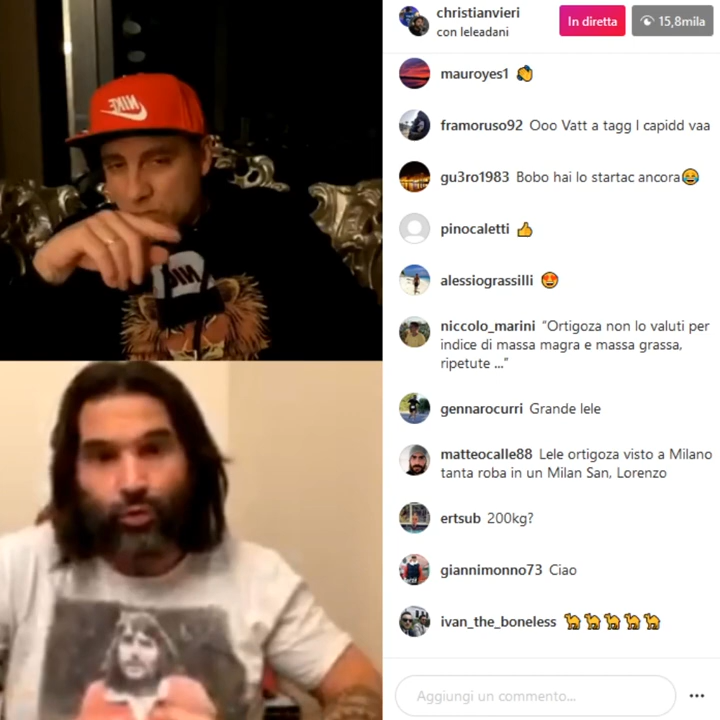 christianvieri
con leleadani
In diretta
15,8mila
mauroyes1
framoruso92 Ooo Vatt a tagg l capidd vaa
gu3ro1983 Bobo hai lo startac ancora😂
pinocaletti 👍
alessiograssilli 😍
niccolo_marini “Ortigoza non lo valuti per
indice di massa magra e massa grassa,
ripetute ...”
gennarocurri Grande lele
matteocalle88 Lele ortigoza visto a Milano
tanta roba in un Milan San, Lorenzo
ertsub 200kg?
giannimonno73 Ciao
ivan_the_boneless 🐪🐪🐪🐪🐪
Aggiungi un commento...
NIKE